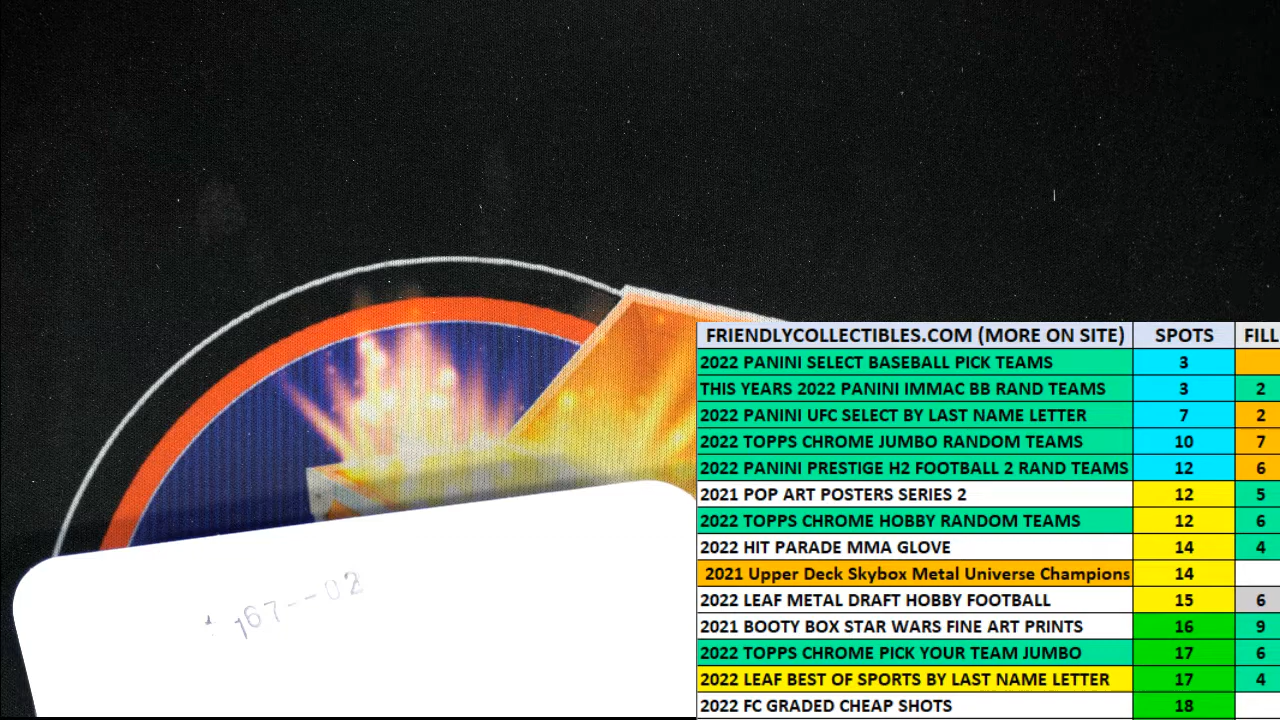 FRIENDLYCOLLECTIBLES.COM (MORE ON SITE) SPOTS FILL
2022 PANINI SELECT BASEBALL PICK TEAMS 3
THIS YEARS 2022 PANINI IMMAC BB RAND TEAMS 3 2
2022 PANINI UFC SELECT BY LAST NAME LETTER 7 2
2022 TOPPS CHROME JUMBO RANDOM TEAMS 10 7
2022 PANINI PRESTIGE H2 FOOTBALL 2 RAND TEAMS 12 6
2021 POP ART POSTERS SERIES 2 12 5
2022 TOPPS CHROME HOBBY RANDOM TEAMS 12 6
2022 HIT PARADE MMA GLOVE 14 4
2021 Upper Deck Skybox Metal Universe Champions 14
2022 LEAF METAL DRAFT HOBBY FOOTBALL 15 6
2021 BOOTY BOX STAR WARS FINE ART PRINTS 16 9
2022 TOPPS CHROME PICK YOUR TEAM JUMBO 17 6
2022 LEAF BEST OF SPORTS BY LAST NAME LETTER 17 4
2022 FC GRADED CHEAP SHOTS 18
167--02